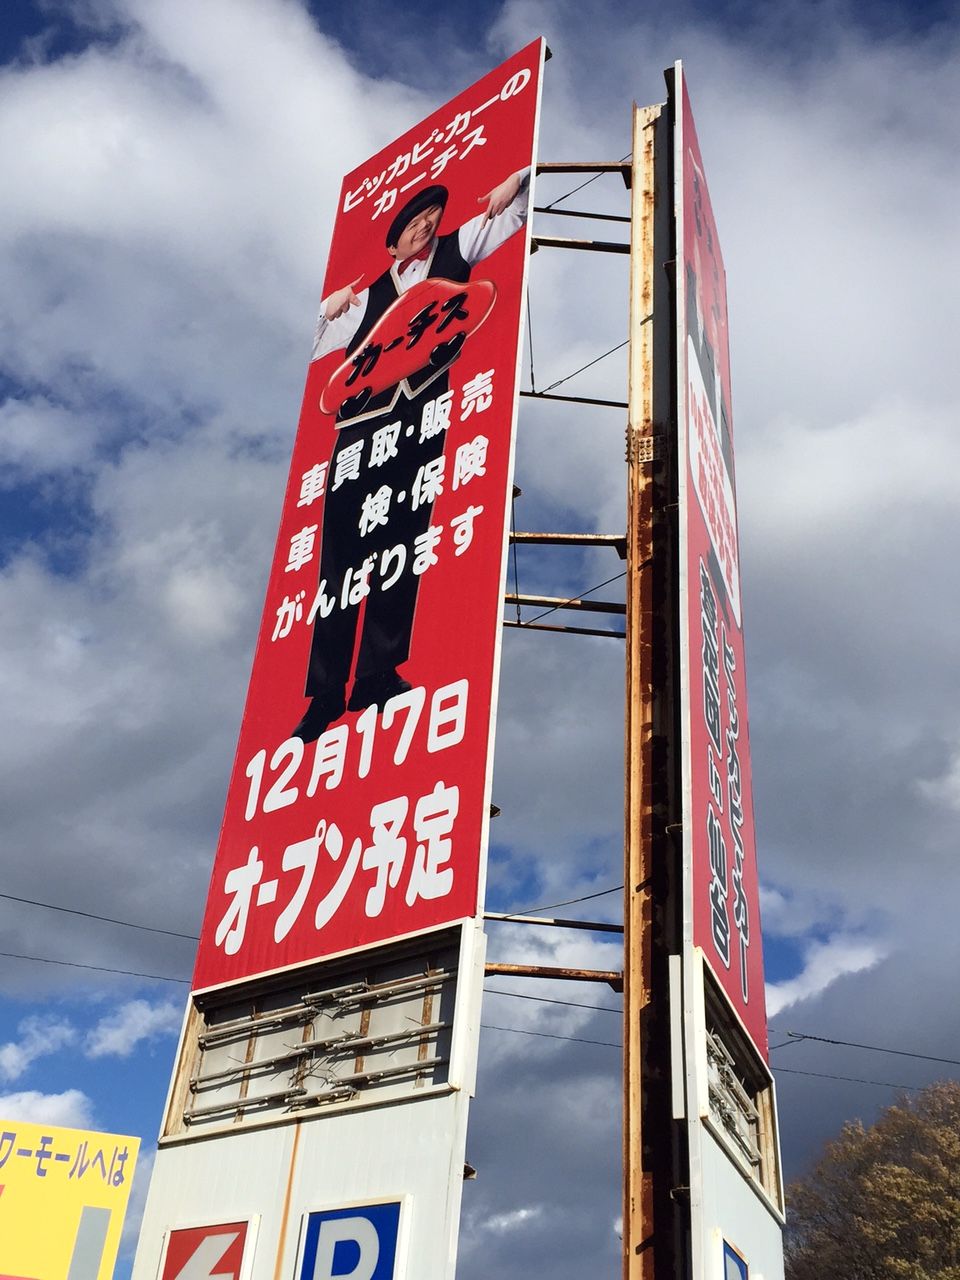 ピッカピ・カーの
カーチス
カーチス
車買取・販売
車 検・保険
がんばります
12月17日
オープン予定
ワーモールへは
P